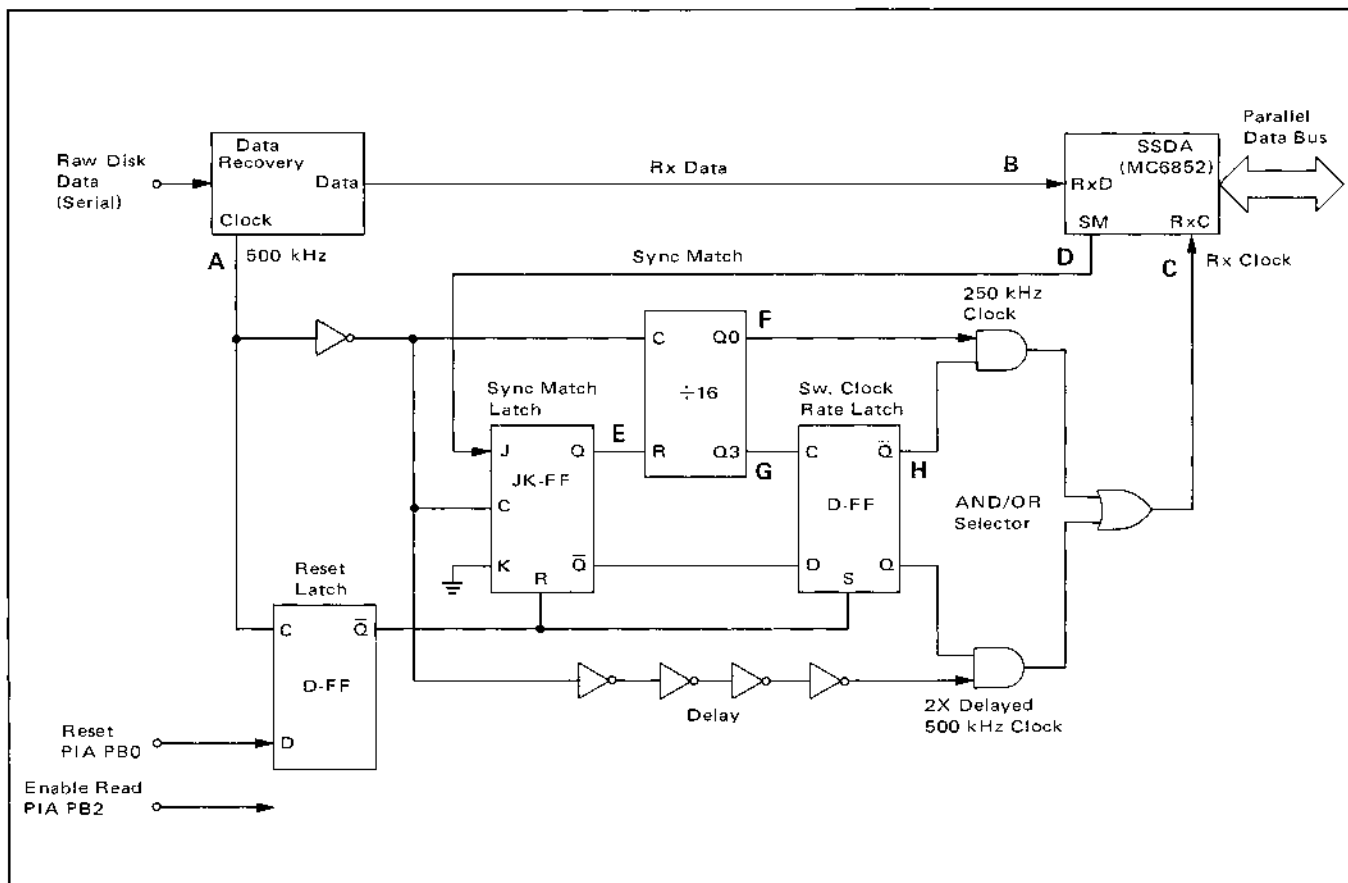 Raw Disk
Data
(Serial)
Data
Recovery
Data
Clock
A
500 kHz
Rx Data
B
SSDA
(MC6852)
RxD
SM
RxC
Parallel
Data Bus
Sync Match
D
C
Rx Clock
250 kHz
Clock
C
Q0
÷16
R
Q3
F
G
Sync Match
Latch
J
Q
JK-FF
C
K
Q̅
R
E
Sw. Clock
Rate Latch
C
Q̅
D-FF
D
Q
S
H
AND/OR
Selector
Reset
Latch
C
Q̅
D-FF
D
Delay
2X Delayed
500 kHz Clock
Reset
PIA PB0
Enable Read
PIA PB2